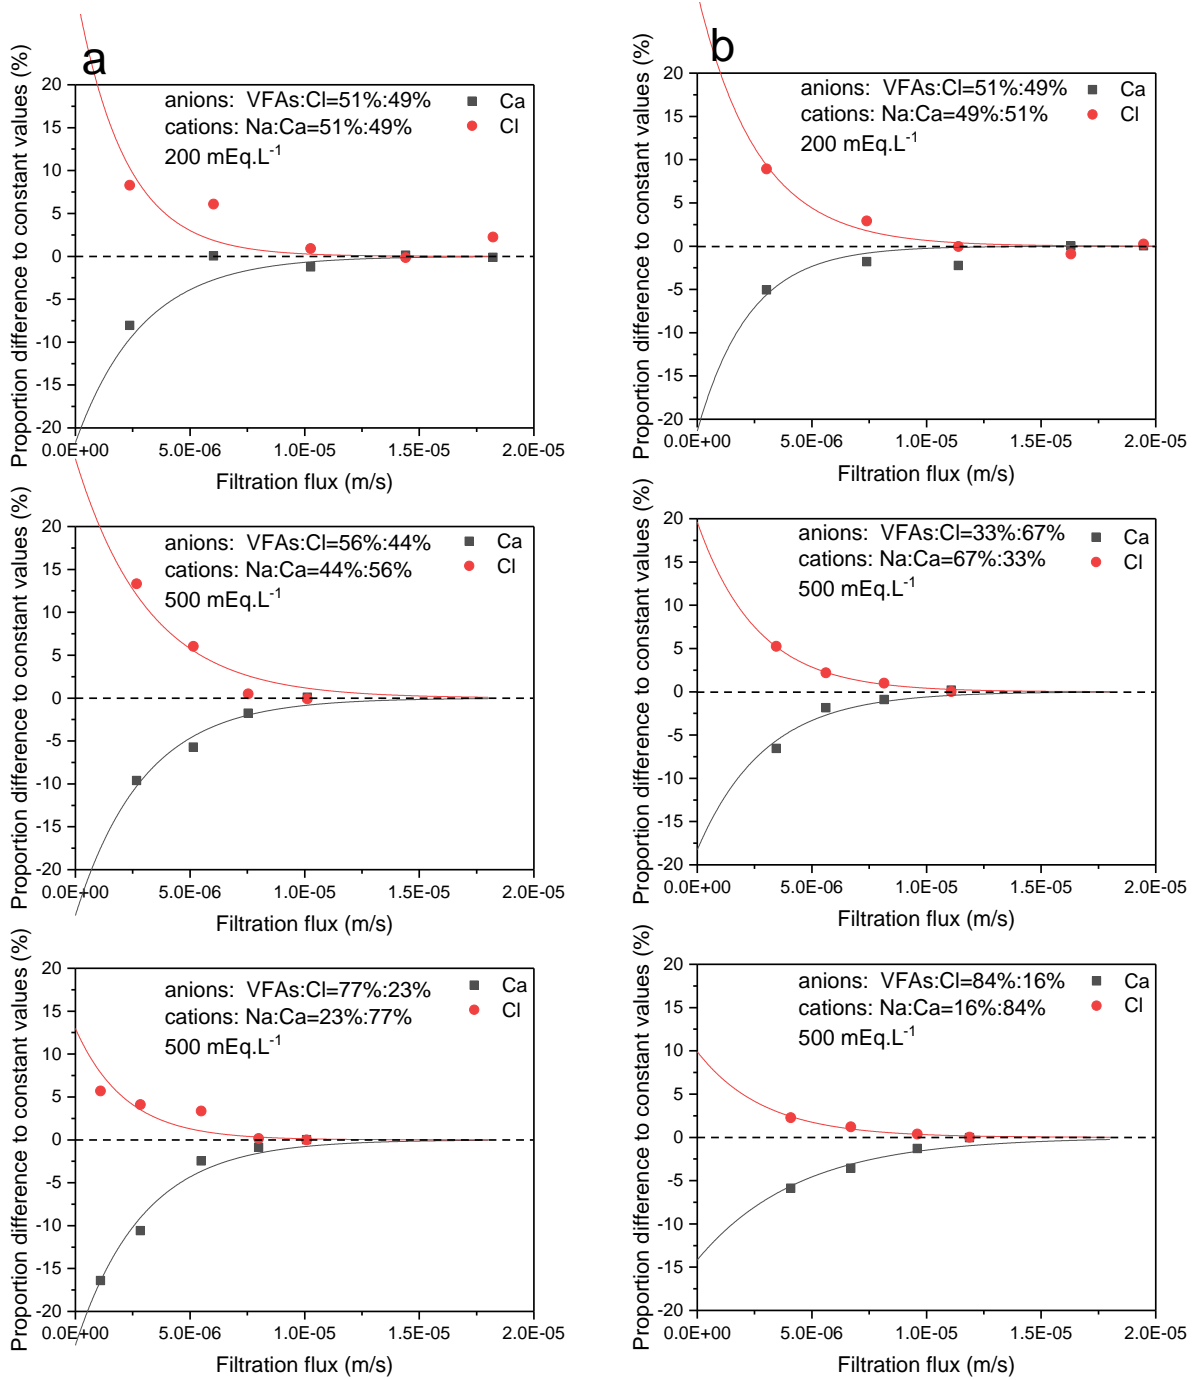 a
Proportion difference to constant values (%)
20
15
10
5
0
-5
-10
-15
-20
anions: VFAs:Cl=51%:49%
cations: Na:Ca=51%:49%
200 mEq.L-1
Ca
Cl
0.0E+00 5.0E-06 1.0E-05 1.5E-05 2.0E-05
Filtration flux (m/s)
b
Proportion difference to constant values (%)
20
15
10
5
0
-5
-10
-15
-20
anions: VFAs:Cl=51%:49%
cations: Na:Ca=49%:51%
200 mEq.L-1
Ca
Cl
0.0E+00 5.0E-06 1.0E-05 1.5E-05 2.0E-05
Filtration flux (m/s)
Proportion difference to constant values (%)
20
15
10
5
0
-5
-10
-15
-20
anions: VFAs:Cl=56%:44%
cations: Na:Ca=44%:56%
500 mEq.L-1
Ca
Cl
0.0E+00 5.0E-06 1.0E-05 1.5E-05 2.0E-05
Filtration flux (m/s)
Proportion difference to constant values (%)
20
15
10
5
0
-5
-10
-15
-20
anions: VFAs:Cl=33%:67%
cations: Na:Ca=67%:33%
500 mEq.L-1
Ca
Cl
0.0E+00 5.0E-06 1.0E-05 1.5E-05 2.0E-05
Filtration flux (m/s)
Proportion difference to constant values (%)
20
15
10
5
0
-5
-10
-15
-20
anions: VFAs:Cl=77%:23%
cations: Na:Ca=23%:77%
500 mEq.L-1
Ca
Cl
0.0E+00 5.0E-06 1.0E-05 1.5E-05 2.0E-05
Filtration flux (m/s)
Proportion difference to constant values (%)
20
15
10
5
0
-5
-10
-15
-20
anions: VFAs:Cl=84%:16%
cations: Na:Ca=16%:84%
500 mEq.L-1
Ca
Cl
0.0E+00 5.0E-06 1.0E-05 1.5E-05 2.0E-05
Filtration flux (m/s)